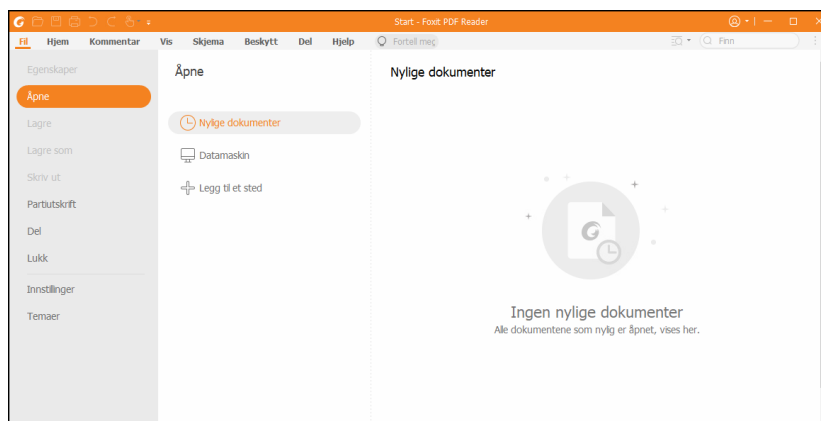 Start - Foxit PDF Reader
Fil Hjem Kommentar Vis Skjema Beskytt Del Hjelp Fortell meg Finn
Egenskaper
Åpne
Lagre
Lagre som
Skriv ut
Partiutskrift
Del
Lukk
Innstillinger
Temaer
Åpne
Nylige dokumenter
Datamaskin
Legg til et sted
Nylige dokumenter
Ingen nylige dokumenter
Alle dokumentene som nylig er åpnet, vises her.